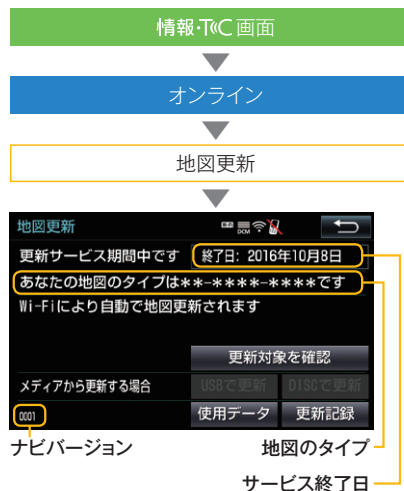 情報・T(C画面
オンライン
地図更新
地図更新
DCM
更新サービス期間中です 終了日: 2016年10月8日
あなたの地図のタイプは**-****-****です
Wi-Fiにより自動で地図更新されます
更新対象を確認
メディアから更新する場合 USBで更新 DISCで更新
0001 使用データ 更新記録
ナビバージョン 地図のタイプ
サービス終了日